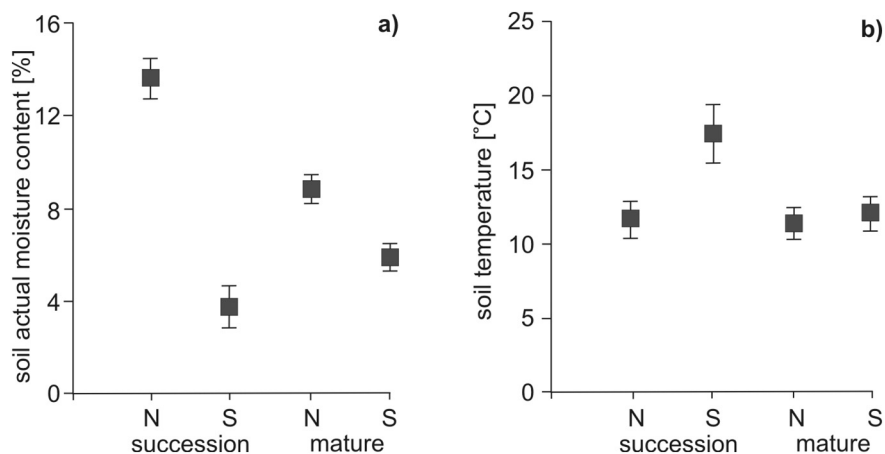 a)
soil actual moisture content [%]
16
12
8
4
0
N S N S
succession mature
b)
soil temperature [°C]
25
20
15
10
5
0
N S N S
succession mature